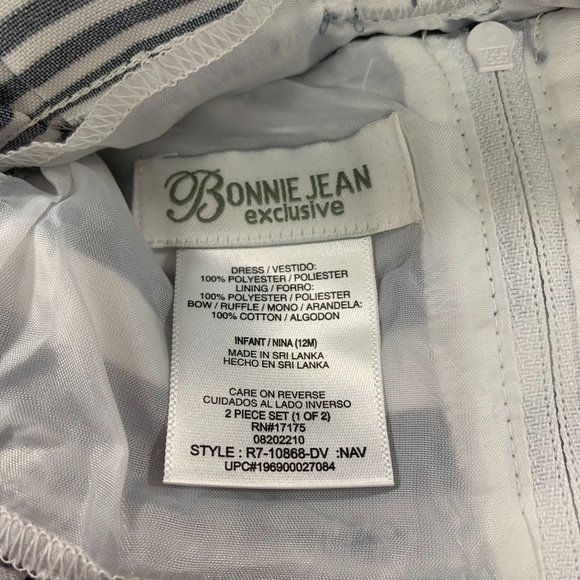 BONNIE JEAN
exclusive
DRESS / VESTIDO:
100% POLYESTER / POLIESTER
LINING / FORRO:
100% POLYESTER / POLIESTER
BOW / RUFFLE / MONO / ARANDELA:
100% COTTON / ALGODON
INFANT / NINA (12M)
MADE IN SRI LANKA
HECHO EN SRI LANKA
CARE ON REVERSE
CUIDADOS AL LADO INVERSO
2 PIECE SET (1 OF 2)
RN#17175
08202210
STYLE : R7-10868-DV :NAV
UPC#196900027084